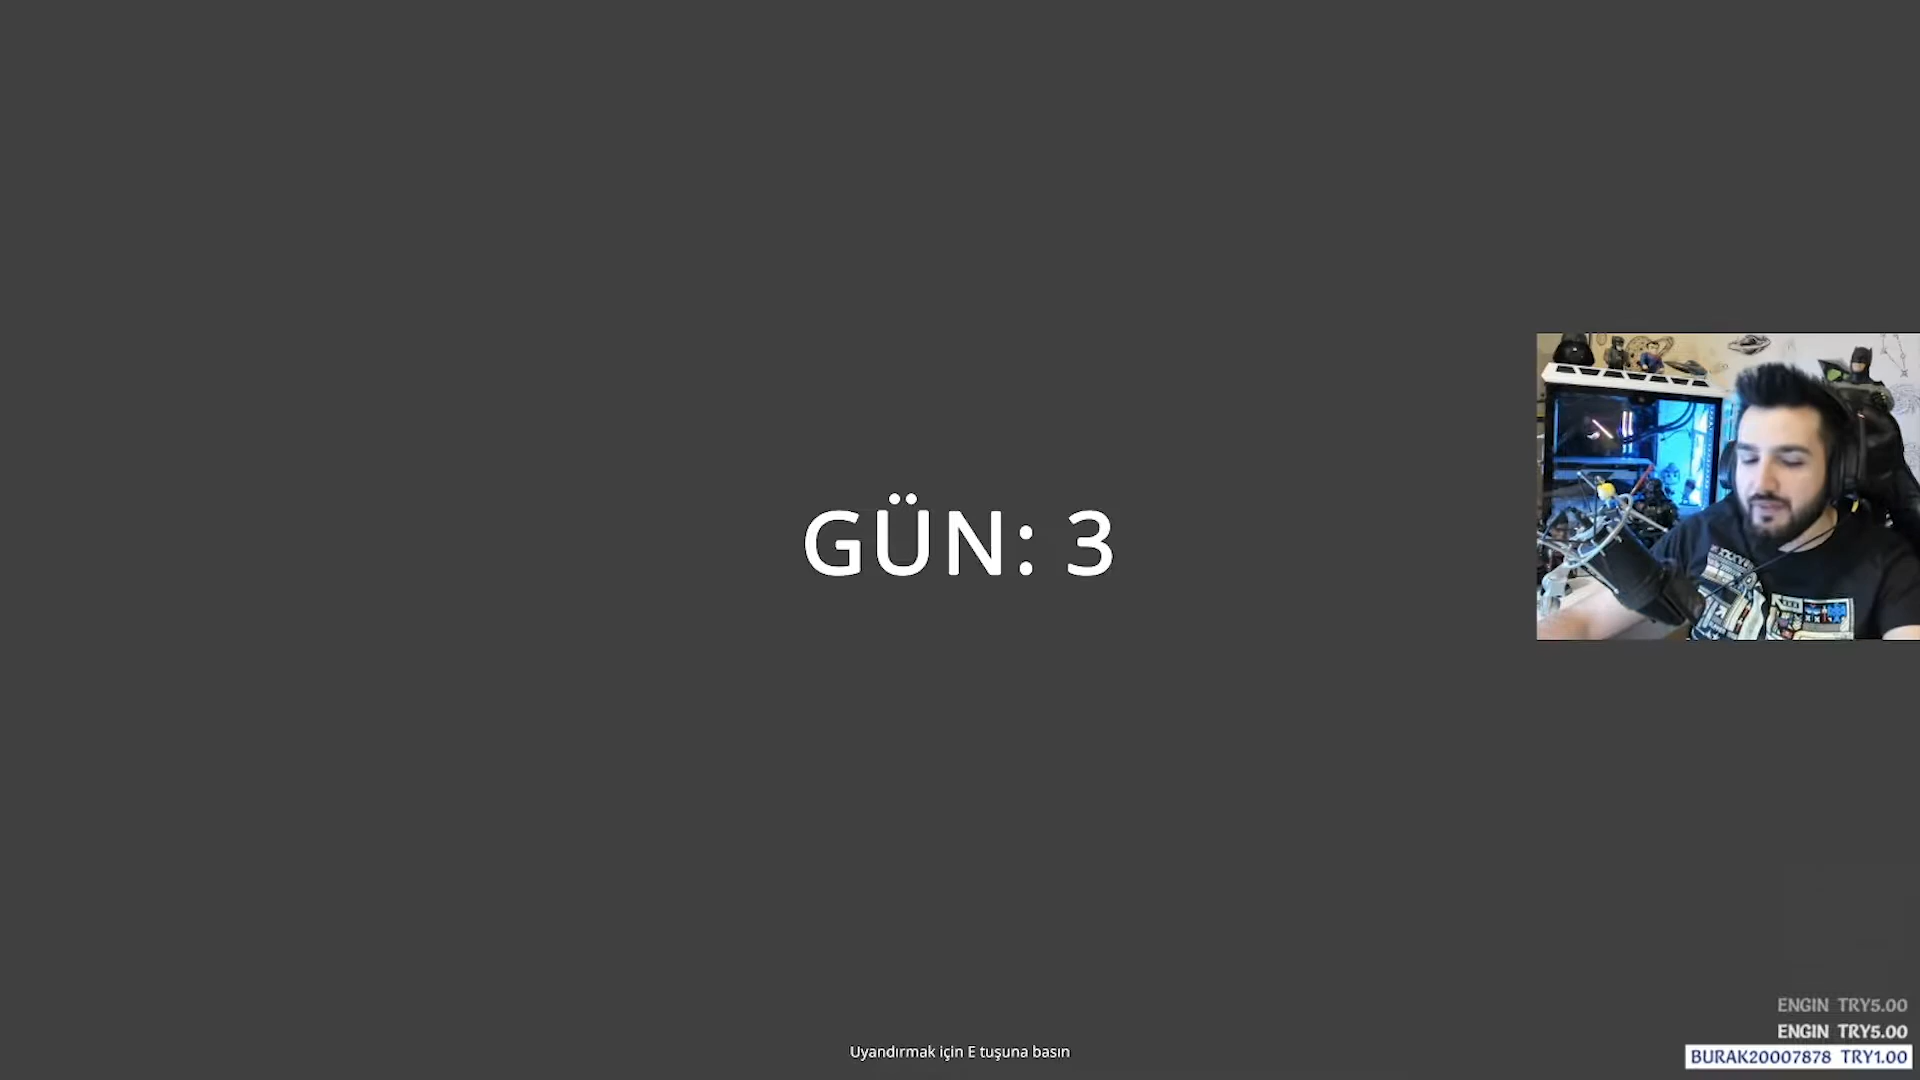 GÜN: 3
ENGIN TRY5.00
ENGIN TRY5.00
Uyandırmak için E tuşuna basın
BURAK20007878 TRY1.00